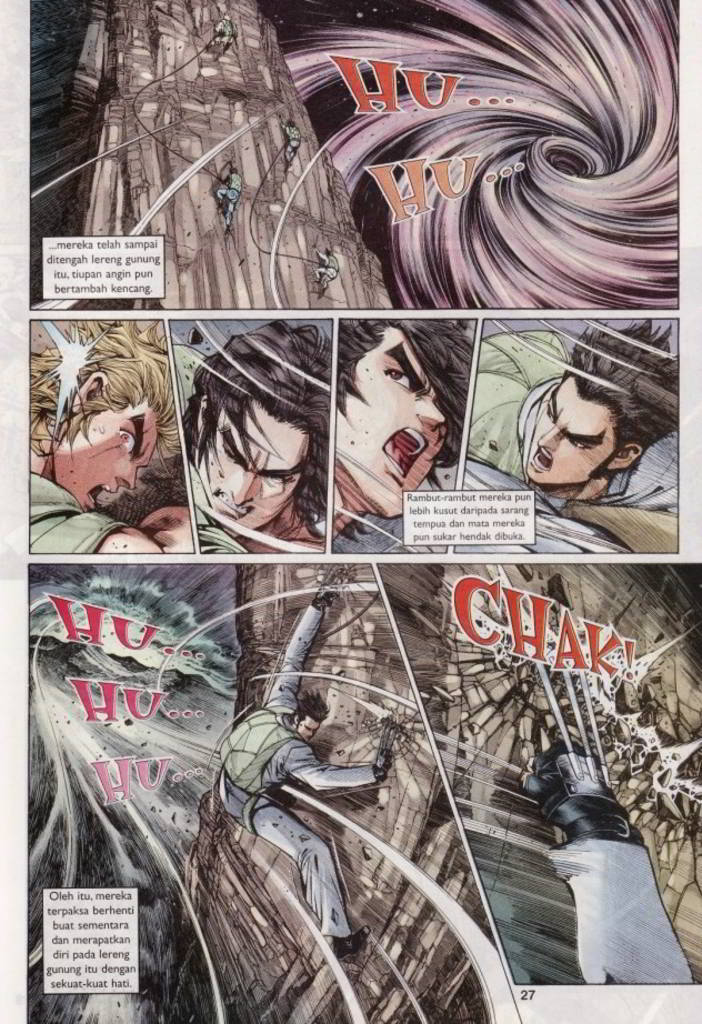 HU...
HU...
...mereka telah sampai
ditengah lereng gunung
itu, tiupan angin pun
bertambah kencang.
Rambut-rambut mereka pun
lebih kusut daripada sarang
tempua dan mata mereka
pun sukar hendak dibuka.
HU...
HU...
HU...
CHAK!
Oleh itu, mereka
terpaksa berhenti
buat sementara
dan merapatkan
diri pada lereng
gunung itu dengan
sekuat-kuat hati.
27